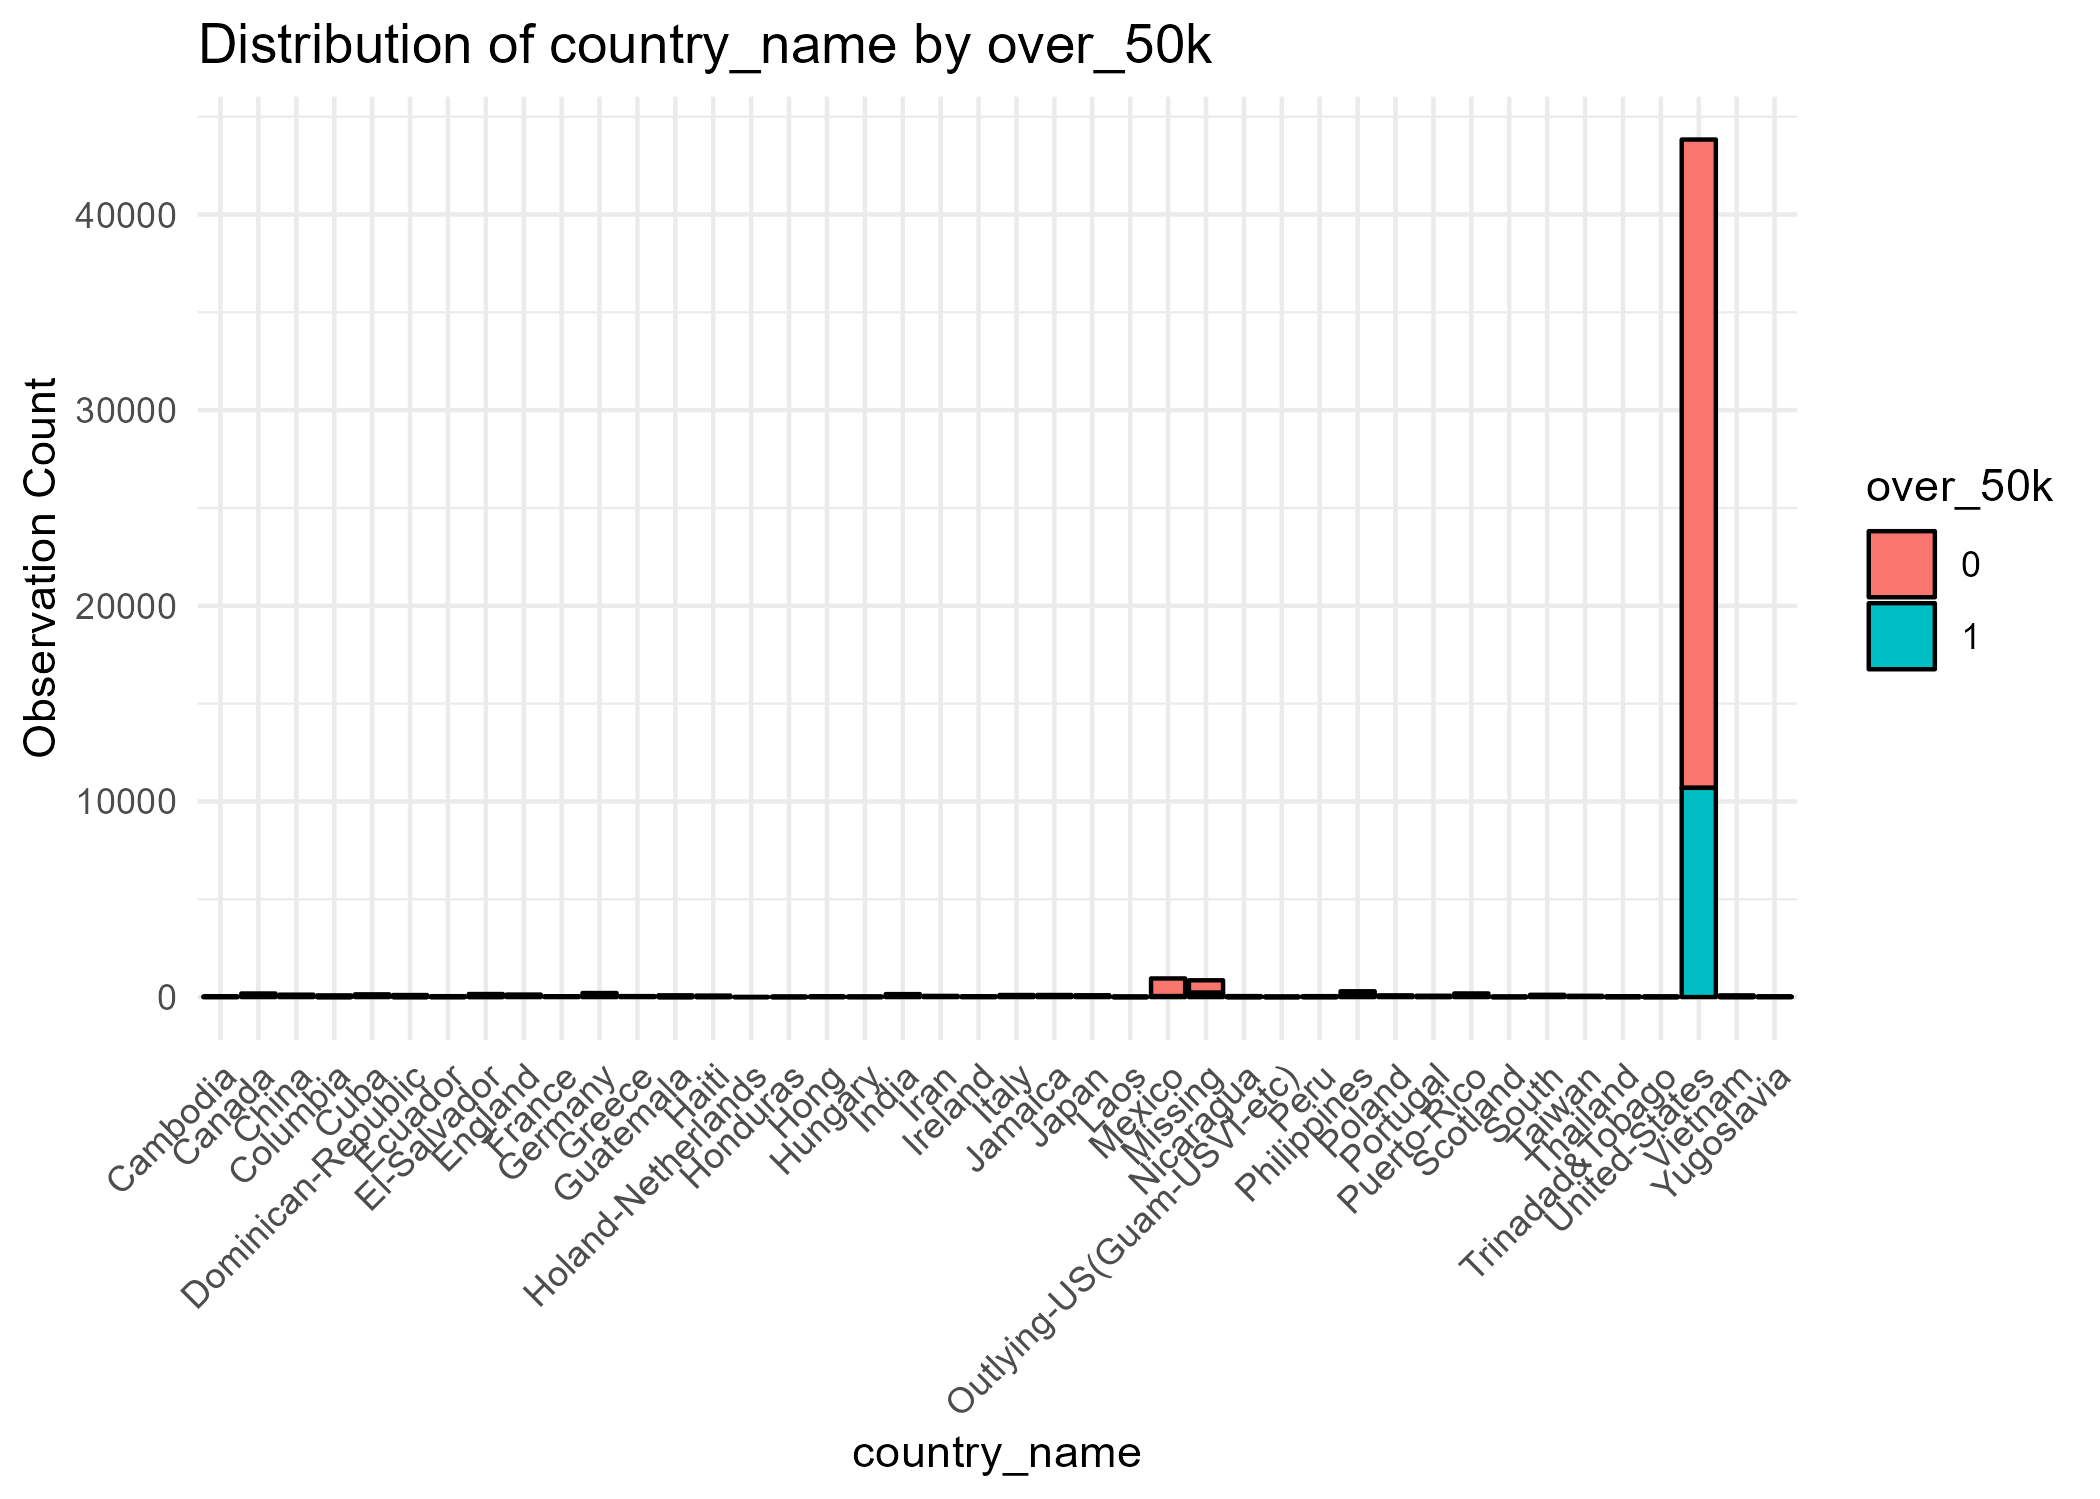 Distribution of country_name by over_50k
Observation Count
40000
30000
20000
10000
0
over_50k
0
1
Cambodia
Canada
China
Columbia
Cuba
Dominican-Republic
Ecuador
El-Salvador
England
France
Germany
Greece
Guatemala
Haiti
Holand-Netherlands
Honduras
Hong
Hungary
India
Iran
Ireland
Italy
Jamaica
Japan
Laos
Mexico
Missing
Nicaragua
Outlying-US(Guam-USVI-etc)
Peru
Philippines
Poland
Portugal
Puerto-Rico
Scotland
South
Taiwan
Thailand
Trinadad&Tobago
United-States
Vietnam
Yugoslavia
country_name